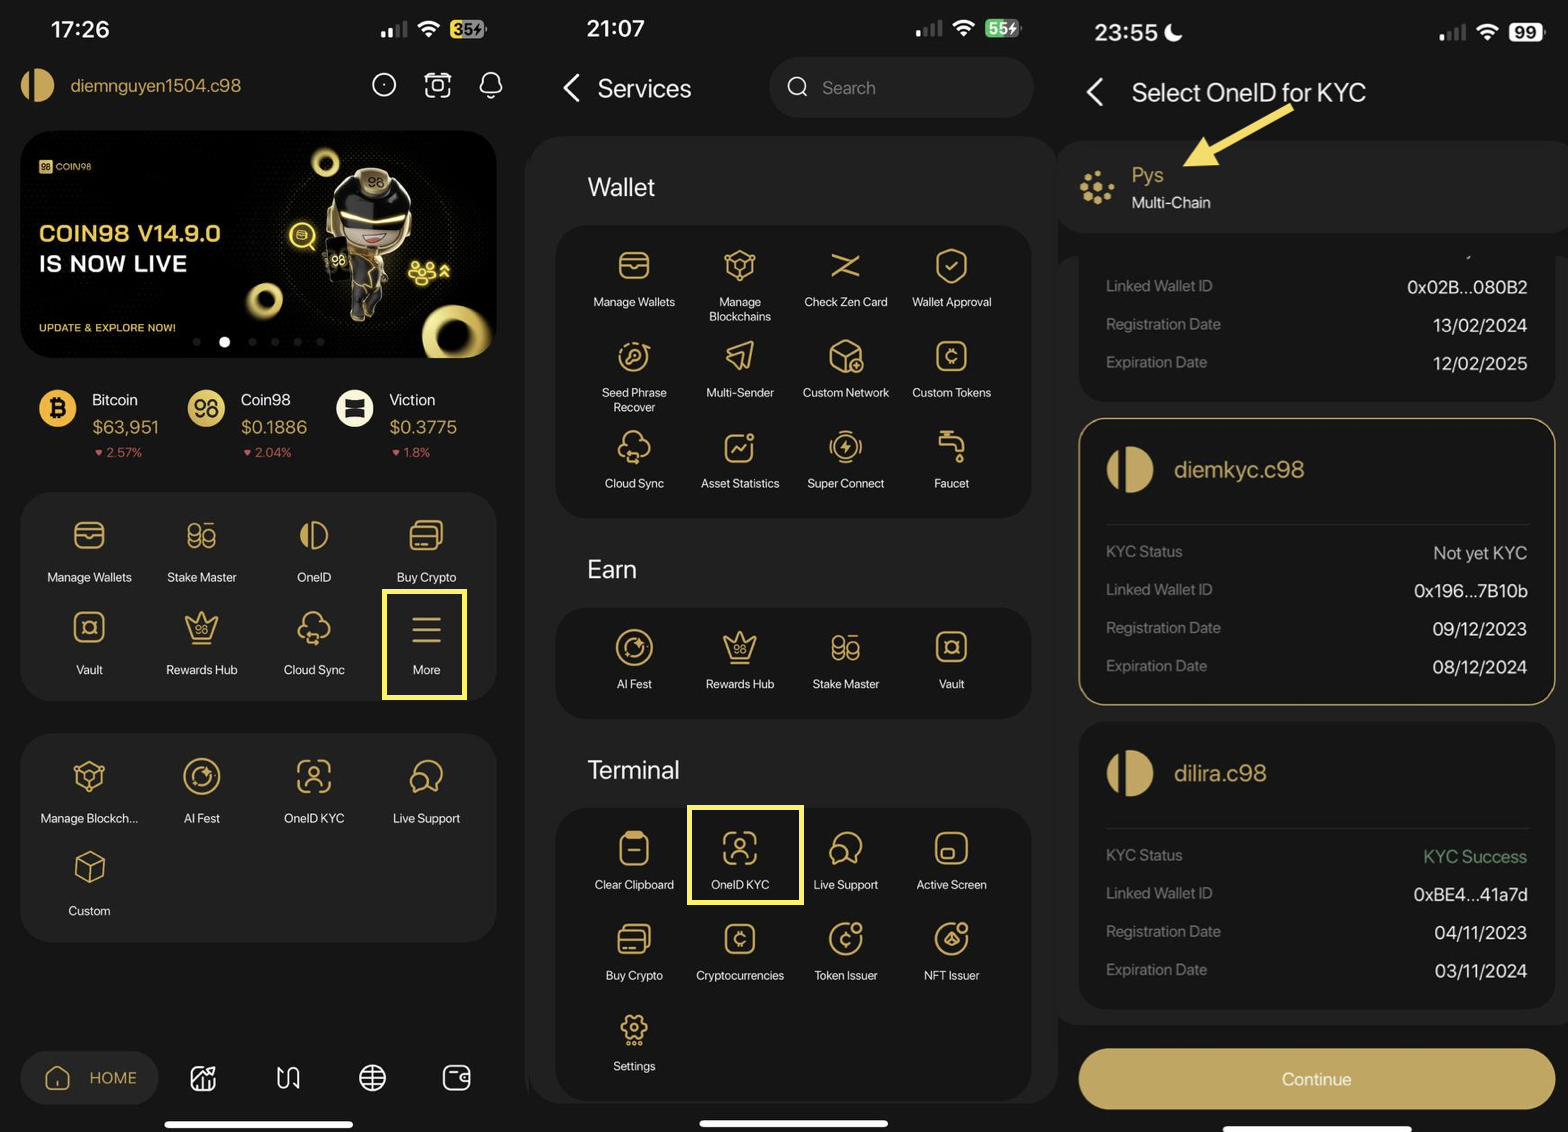 17:26
35
diemnguyen1504.c98
98 COIN98
98
COIN98 V14.9.0
IS NOW LIVE
98
UPDATE & EXPLORE NOW!
Bitcoin
$63,951
2.57%
Coin98
$0.1886
2.04%
Viction
$0.3775
1.8%
Manage Wallets
Stake Master
OneID
Buy Crypto
Vault
Rewards Hub
Cloud Sync
More
Manage Blockch...
AI Fest
OneID KYC
Live Support
Custom
HOME
21:07
55
Services
Search
Wallet
Manage Wallets
Manage
Blockchains
Check Zen Card
Wallet Approval
Seed Phrase
Recover
Multi-Sender
Custom Network
Custom Tokens
Cloud Sync
Asset Statistics
Super Connect
Faucet
Earn
AI Fest
Rewards Hub
Stake Master
Vault
Terminal
Clear Clipboard
OneID KYC
Live Support
Active Screen
Buy Crypto
Cryptocurrencies
Token Issuer
NFT Issuer
Settings
23:55
99
Select OneID for KYC
Pys
Multi-Chain
Linked Wallet ID 0x02B...080B2
Registration Date 13/02/2024
Expiration Date 12/02/2025
diemkyc.c98
KYC Status Not yet KYC
Linked Wallet ID 0x196...7B10b
Registration Date 09/12/2023
Expiration Date 08/12/2024
dilira.c98
KYC Status KYC Success
Linked Wallet ID 0xBE4...41a7d
Registration Date 04/11/2023
Expiration Date 03/11/2024
Continue